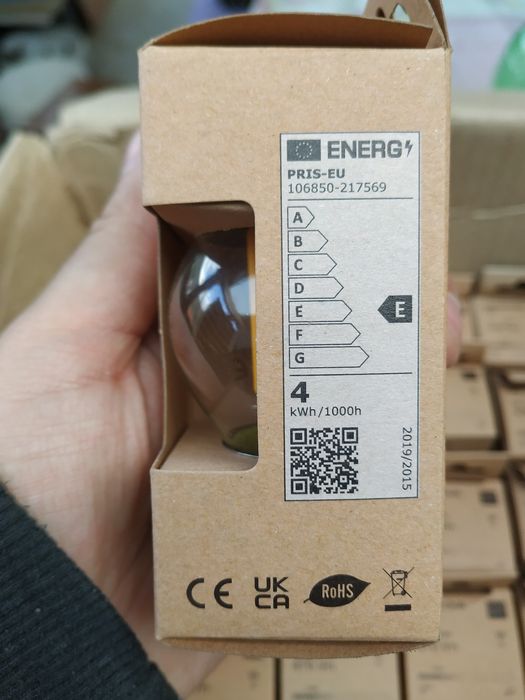 ENERG
PRIS-EU
106850-217569
A
B
C
D
E
E
F
G
4
kWh/1000h
2019/2015
CE
UK
CA
RoHS